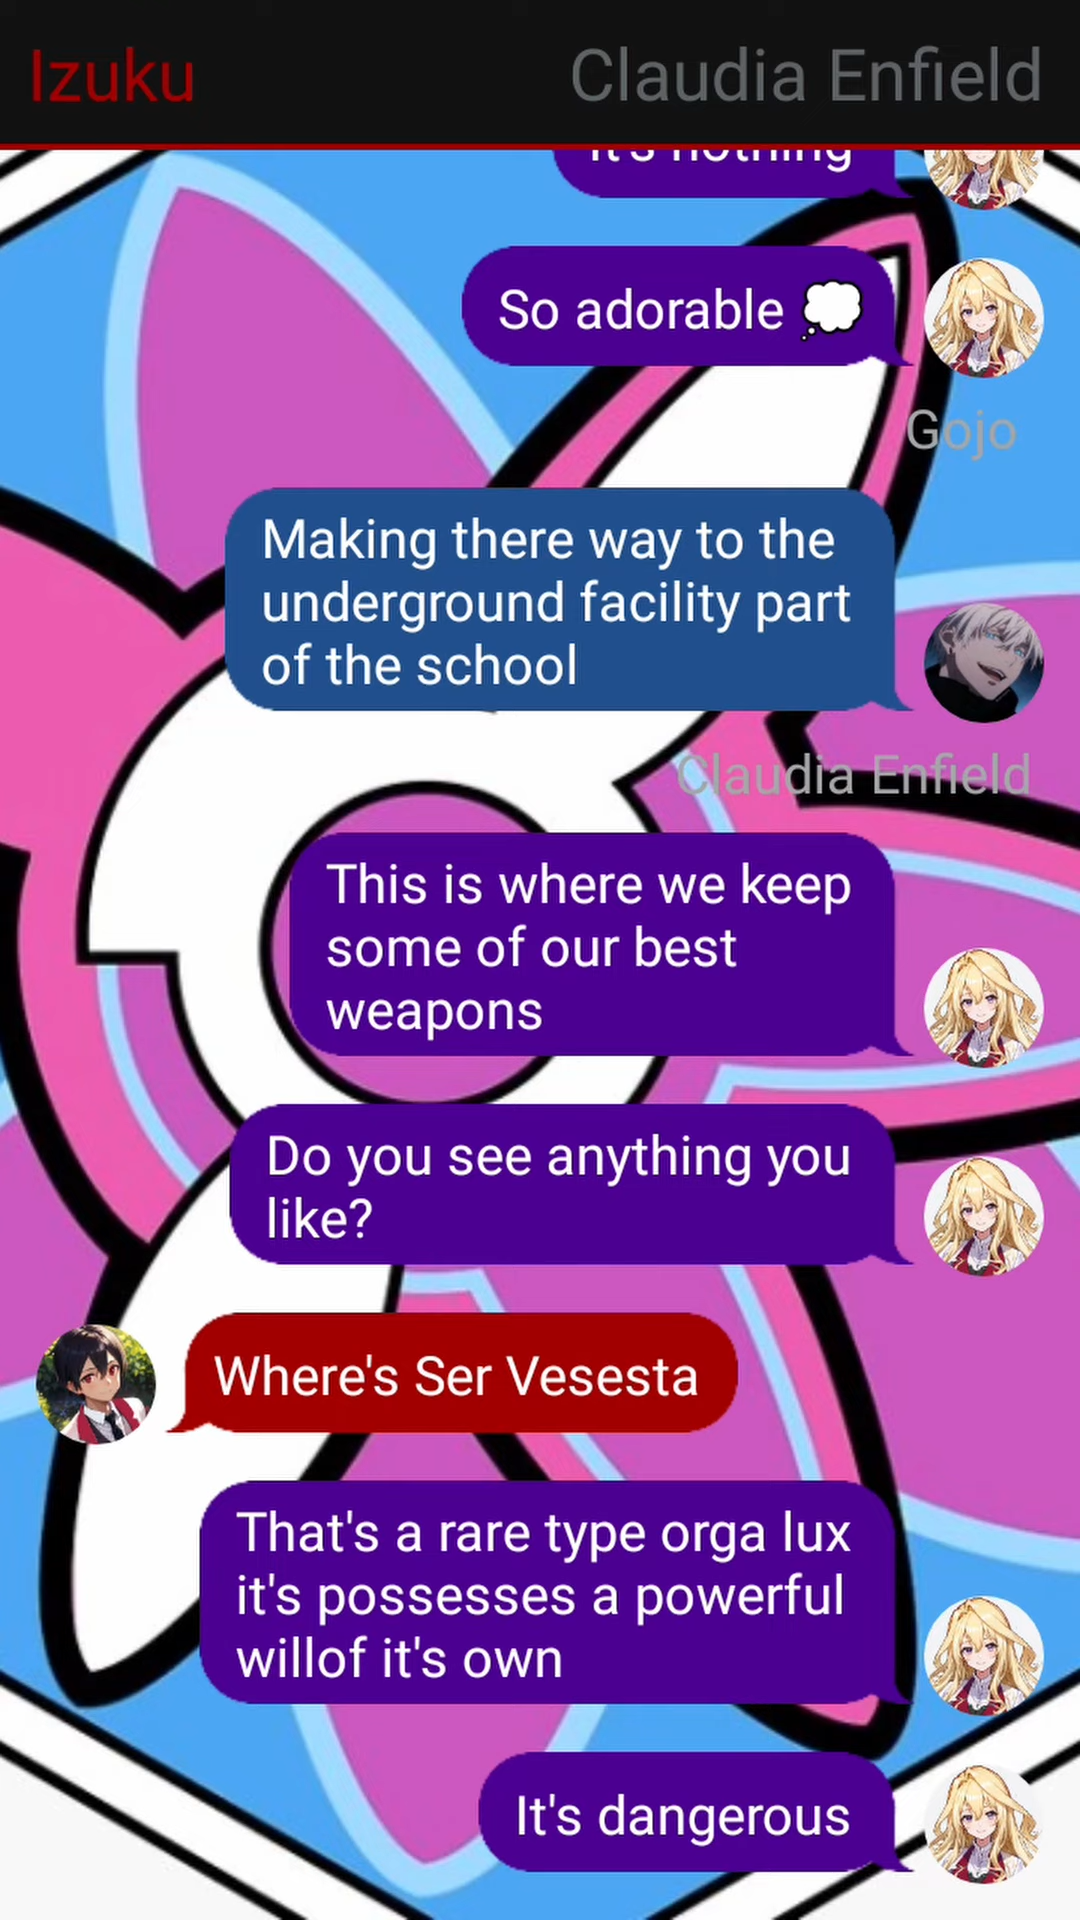 Izuku
Claudia Enfield
It's nothing
So adorable 💭
Gojo
Making there way to the
underground facility part
of the school
Claudia Enfield
This is where we keep
some of our best
weapons
Do you see anything you
like?
Where's Ser Vesesta
That's a rare type orga lux
it's possesses a powerful
willof it's own
It's dangerous